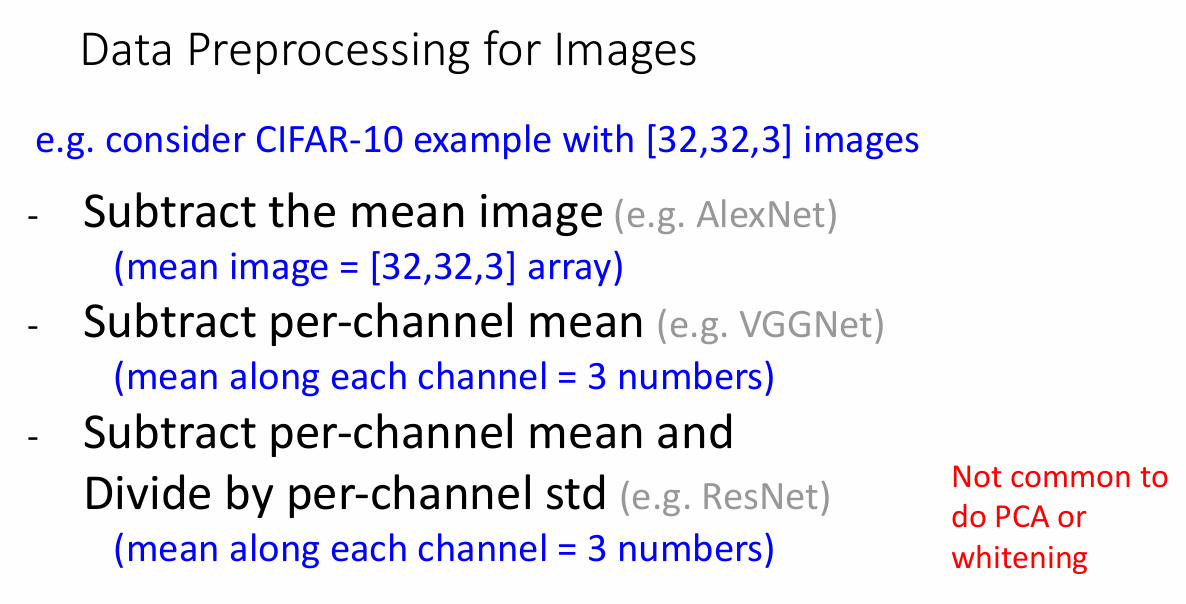 Data Preprocessing for Images
e.g. consider CIFAR-10 example with [32,32,3] images
- Subtract the mean image (e.g. AlexNet)
(mean image = [32,32,3] array)
- Subtract per-channel mean (e.g. VGGNet)
(mean along each channel = 3 numbers)
- Subtract per-channel mean and
Divide by per-channel std (e.g. ResNet)
(mean along each channel = 3 numbers)
Not common to
do PCA or
whitening